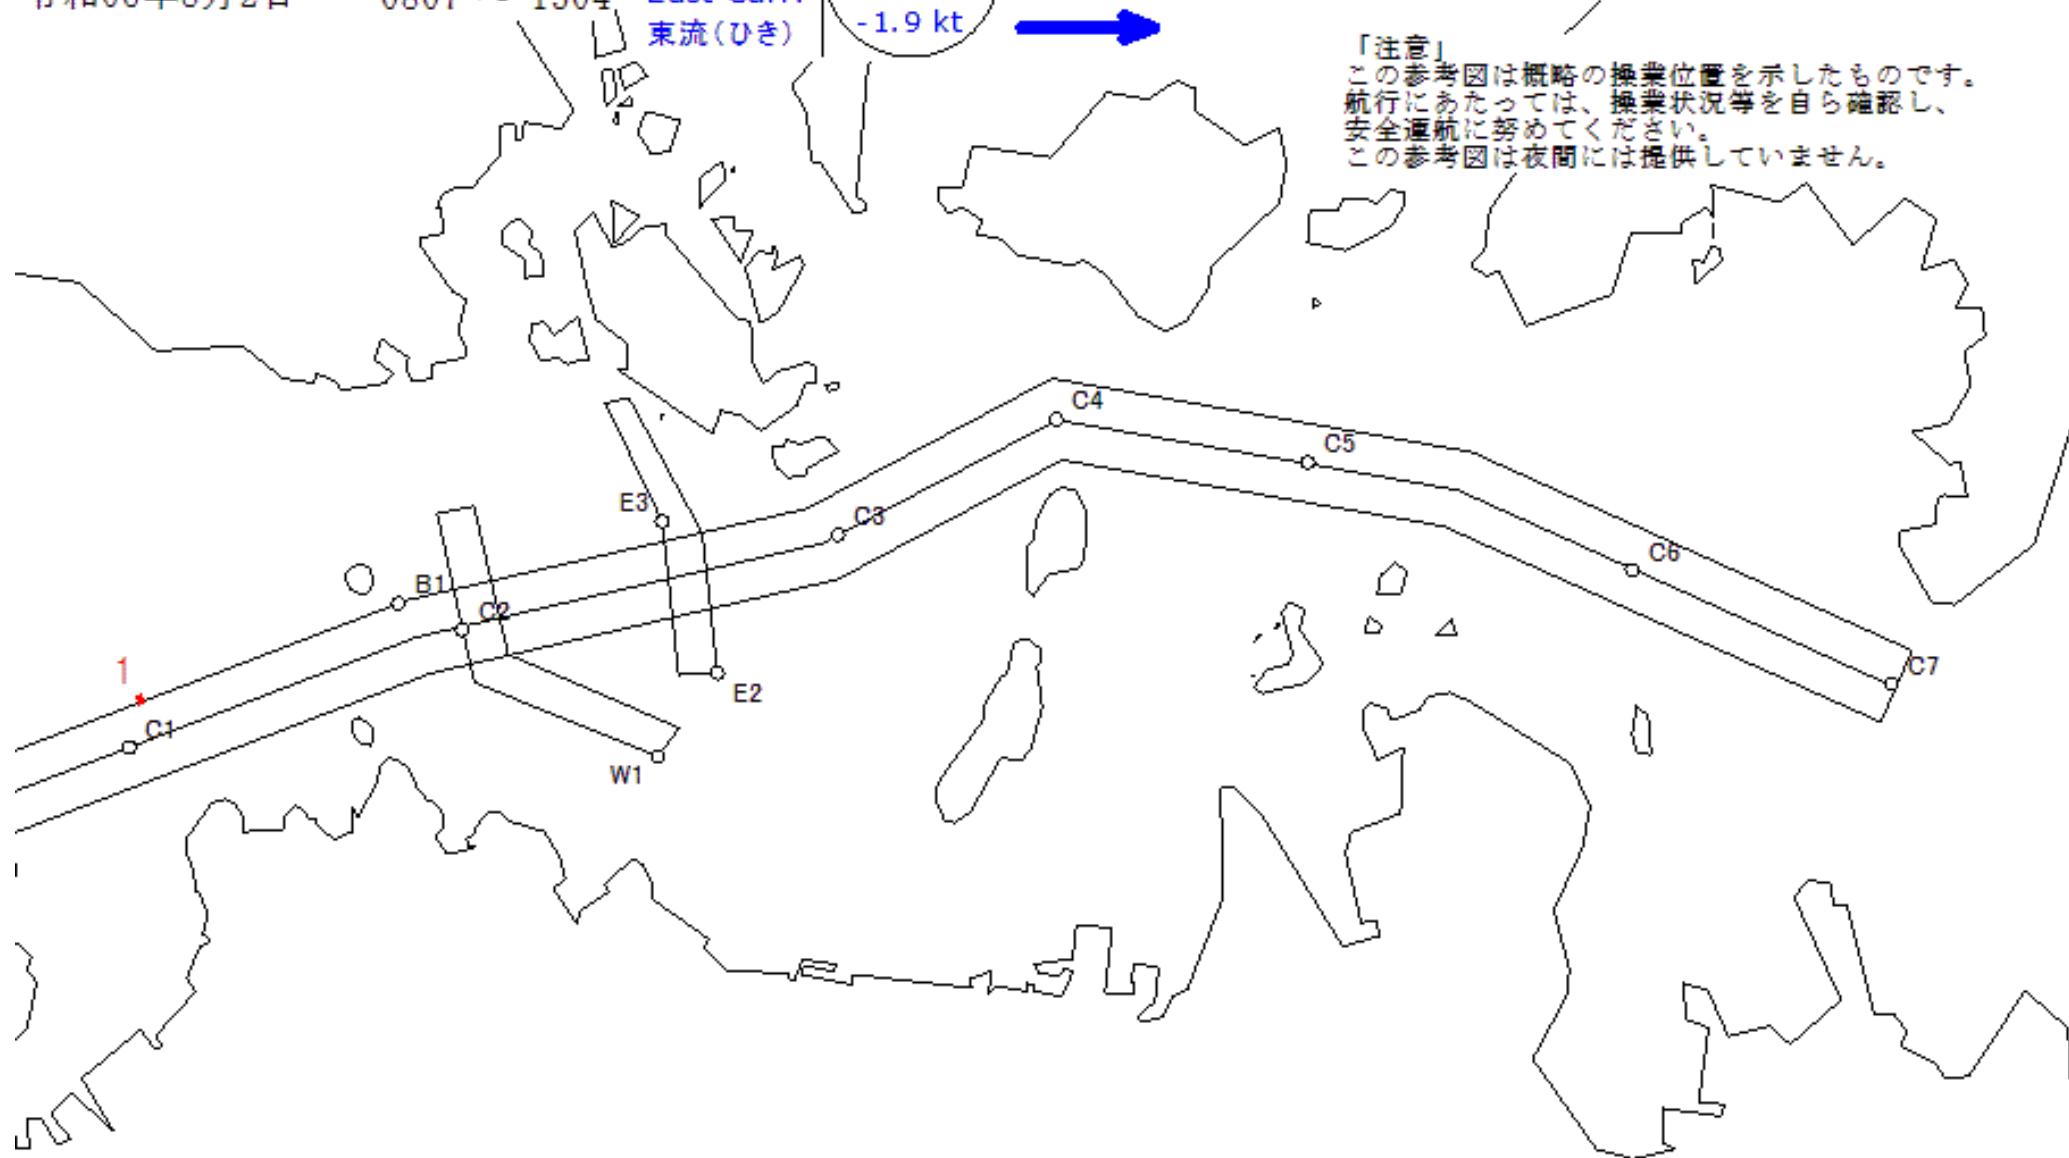 East Curr.
東流(ひき)
-1.9 kt
「注意」
この参考図は概略の操業位置を示したものです。
航行にあたっては、操業状況等を自ら確認し、
安全運航に努めてください。
この参考図は夜間には提供していません。
C4
C5
E3
C3
C6
B1
C2
1
C7
E2
C1
W1